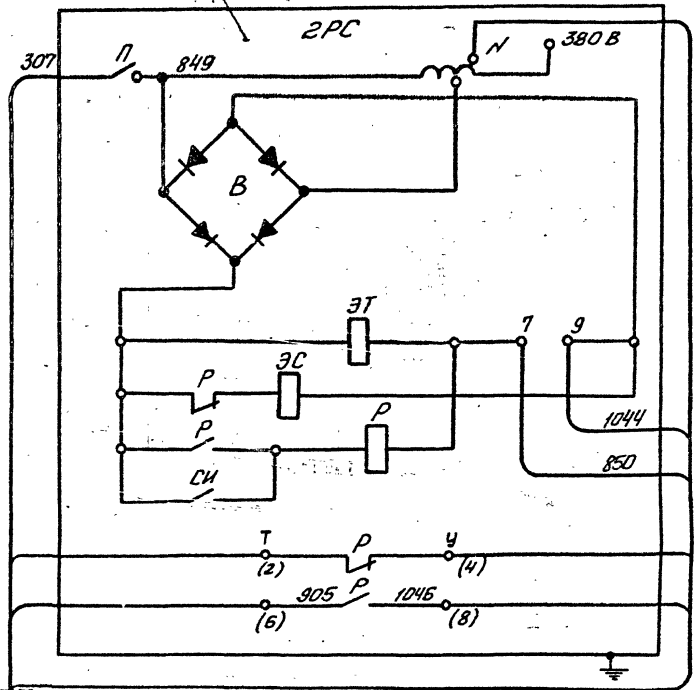 2РС
307
П
849
N
380 В
В
ЭТ
7
9
Р
ЭС
1044
Р
Р
850
СИ
Т
Р
У
(2)
(4)
905
Р
1046
(6)
(8)